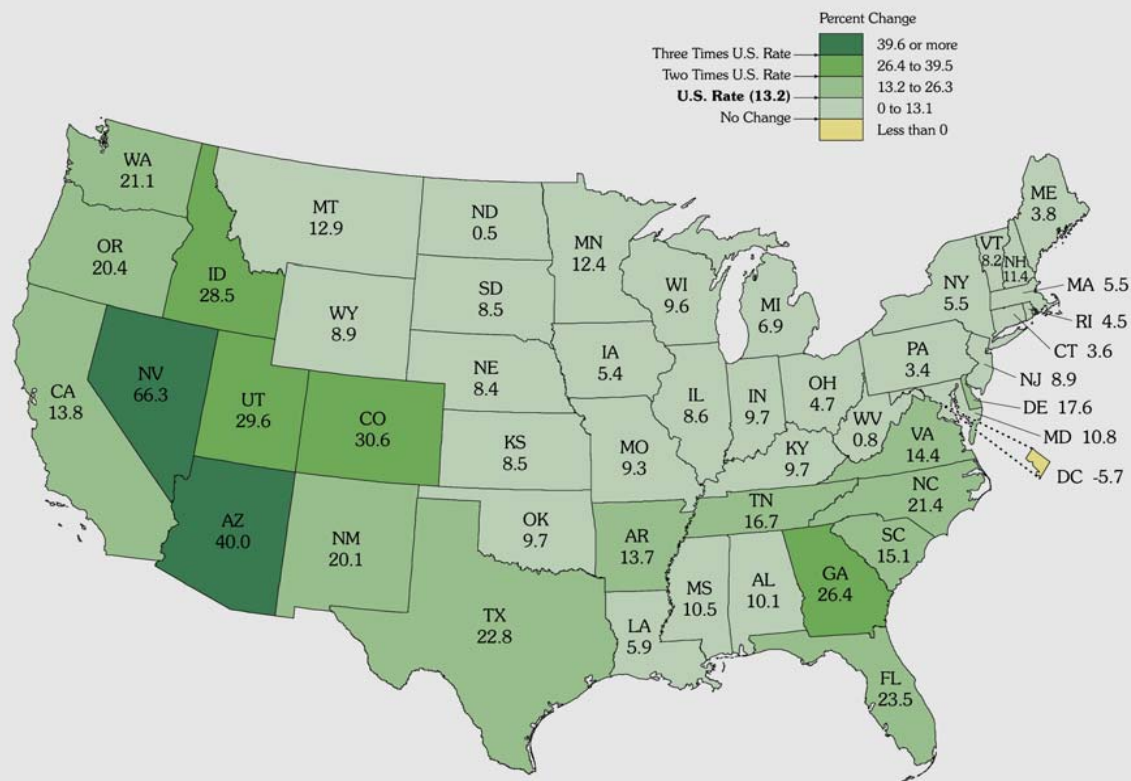 Percent Change
39.6 or more
Three Times U.S. Rate
26.4 to 39.5
Two Times U.S. Rate
13.2 to 26.3
U.S. Rate (13.2)
0 to 13.1
No Change
Less than 0
WA
21.1
OR
20.4
CA
13.8
NV
66.3
ID
28.5
MT
12.9
WY
8.9
UT
29.6
CO
30.6
AZ
40.0
NM
20.1
ND
0.5
SD
8.5
NE
8.4
KS
8.5
OK
9.7
TX
22.8
MN
12.4
IA
5.4
MO
9.3
AR
13.7
LA
5.9
WI
9.6
IL
8.6
MI
6.9
IN
9.7
OH
4.7
KY
9.7
TN
16.7
MS
10.5
AL
10.1
GA
26.4
FL
23.5
SC
15.1
NC
21.4
VA
14.4
WV
0.8
PA
3.4
NY
5.5
VT
8.2
NH
11.4
ME
3.8
MA 5.5
RI 4.5
CT 3.6
NJ 8.9
DE 17.6
MD 10.8
DC -5.7